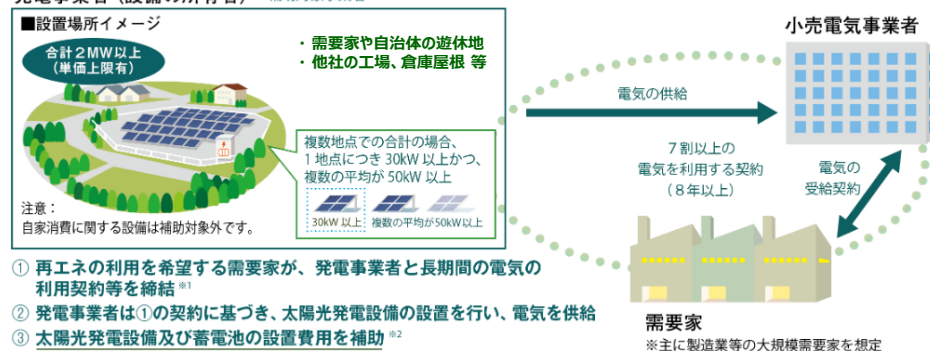 ■設置場所イメージ
合計2MW以上
(単価上限有)
・需要家や自治体の遊休地
・他社の工場、倉庫屋根 等
複数地点での合計の場合、
1地点につき30kW以上かつ、
複数の平均が50kW以上
30kW以上
複数の平均が50kW以上
注意：
自家消費に関する設備は補助対象外です。
小売電気事業者
電気の供給
7割以上の
電気を利用する契約
(8年以上)
電気の
受給契約
① 再エネの利用を希望する需要家が、発電事業者と長期間の電気の
利用契約等を締結※1
② 発電事業者は①の契約に基づき、太陽光発電設備の設置を行い、電気を供給
③ 太陽光発電設備及び蓄電池の設置費用を補助 ※2
需要家
※主に製造業等の大規模需要家を想定